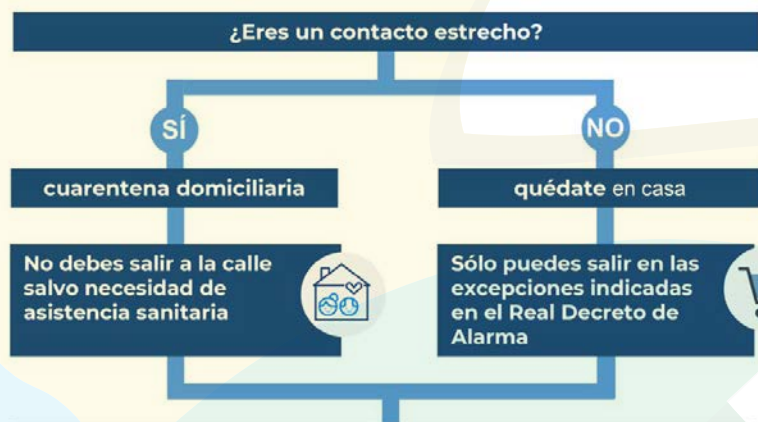 ¿Eres un contacto estrecho?
SÍ
NO
cuarentena domiciliaria
quédate en casa
No debes salir a la calle
salvo necesidad de
asistencia sanitaria
Sólo puedes salir en las
excepciones indicadas
en el Real Decreto de
Alarma